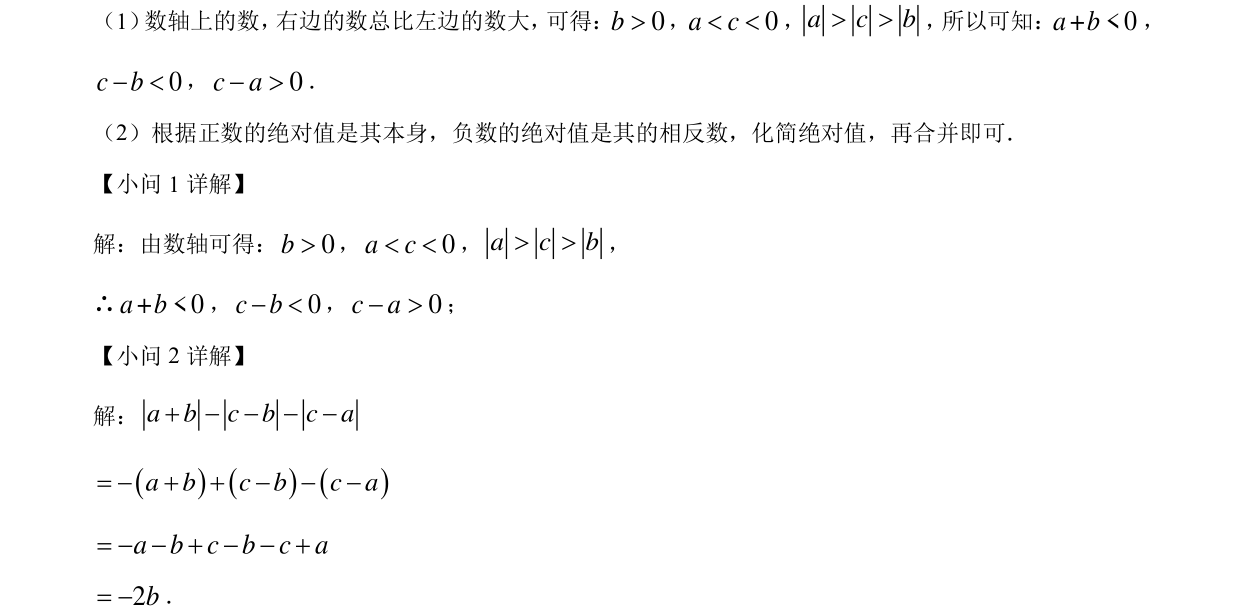 （1）数轴上的数，右边的数总比左边的数大，可得：b＞0，a＜c＜0，|a|＞|c|＞|b|，所以可知：a+b＜0，
c−b＜0，c−a＞0．
（2）根据正数的绝对值是其本身，负数的绝对值是其的相反数，化简绝对值，再合并即可．
【小问 1 详解】
解：由数轴可得：b＞0，a＜c＜0，|a|＞|c|＞|b|，
∴a+b＜0，c−b＜0，c−a＞0；
【小问 2 详解】
解：|a+b|−|c−b|−|c−a|
=−(a+b)+(c−b)−(c−a)
=−a−b+c−b−c+a
=−2b．